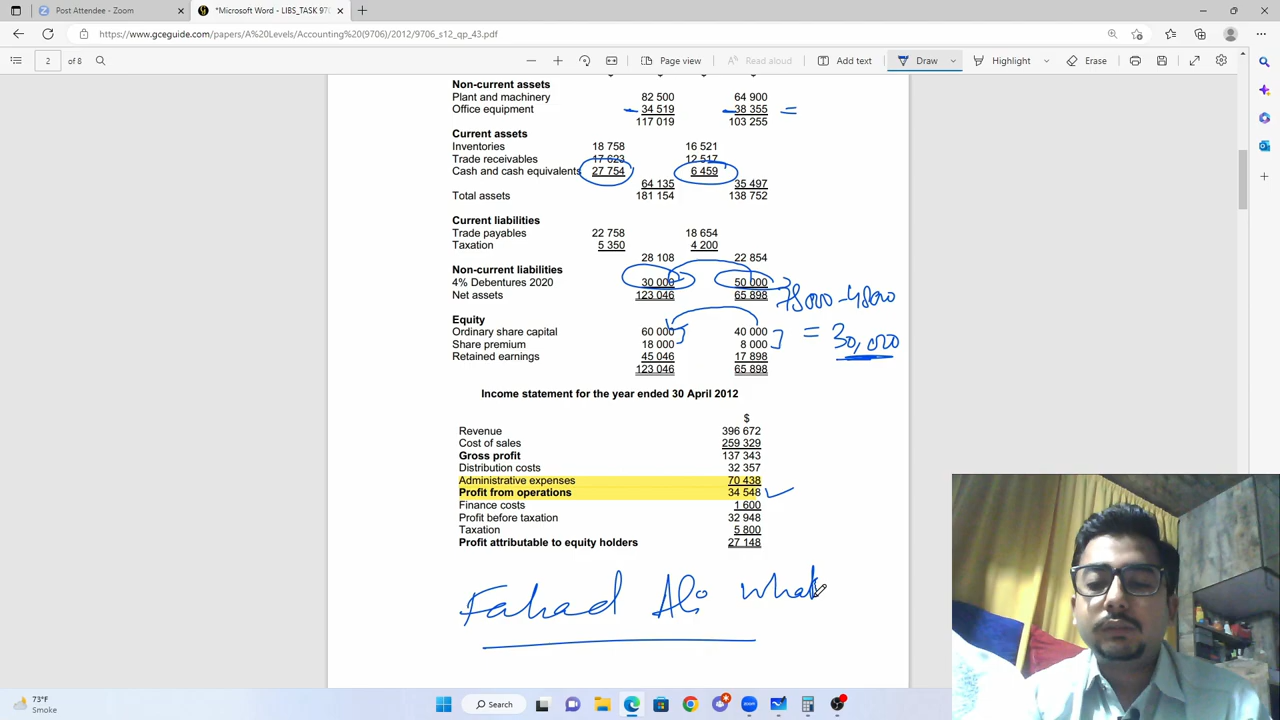 Post Attendee - Zoom
*Microsoft Word - LIBS_TASK 970
https://www.gceguide.com/papers/A%20Levels/Accounting%20(9706)/2012/9706_s12_qp_43.pdf
2 of 8 Page view Read aloud Add text Draw Highlight Erase
Non-current assets
Plant and machinery 82 500 64 900
Office equipment 34 519 38 355 =
117 019 103 255
Current assets
Inventories 18 758 16 521
Trade receivables 17 623 12 517
Cash and cash equivalents 27 754 6 459
64 135 35 497
Total assets 181 154 138 752
Current liabilities
Trade payables 22 758 18 654
Taxation 5 350 4 200
28 108 22 854
Non-current liabilities
4% Debentures 2020 30 000 50 000
Net assets 123 046 65 898
78000 - 48000
Equity
Ordinary share capital 60 000 40 000
Share premium 18 000 8 000
= 30,000
Retained earnings 45 046 17 898
123 046 65 898
Income statement for the year ended 30 April 2012
$
Revenue 396 672
Cost of sales 259 329
Gross profit 137 343
Distribution costs 32 357
Administrative expenses 70 438
Profit from operations 34 548
Finance costs 1 600
Profit before taxation 32 948
Taxation 5 800
Profit attributable to equity holders 27 148
Fahad Ali what
73°F
Smoke
Search